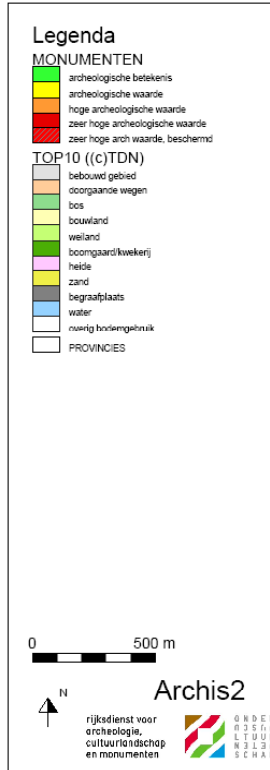 Legenda
MONUMENTEN
archeologische betekenis
archeologische waarde
hoge archeologische waarde
zeer hoge archeologische waarde
zeer hoge arch waarde, beschermd
TOP10 ((c)TDN)
bebouwd gebied
doorgaande wegen
bos
bouwland
weiland
boomgaard/kwekerij
heide
zand
begraafplaats
water
overig bodemgebruik
PROVINCIES
0 500 m
N
Archis2
rijksdienst voor
archeologie,
cultuurlandschap
en monumenten